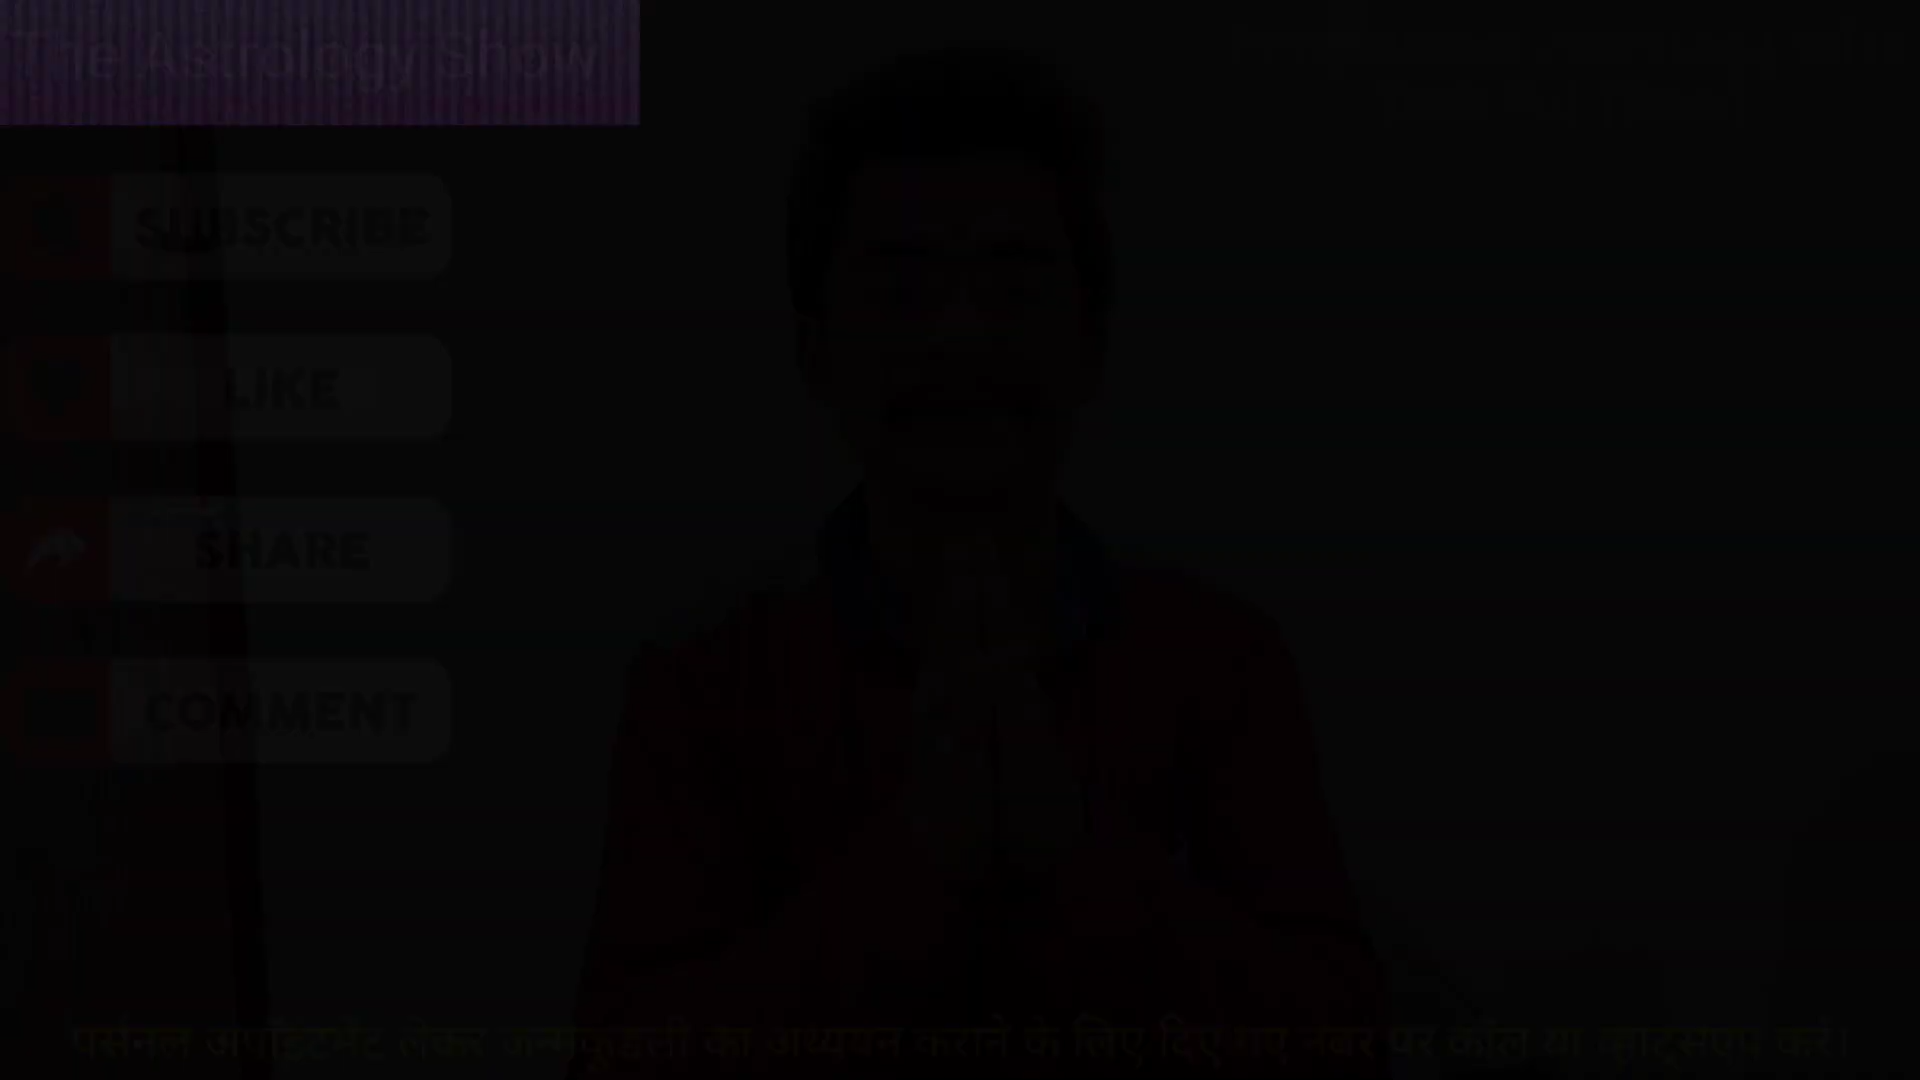 The Astrology Show
SUBSCRIBE
LIKE
SHARE
COMMENT
पर्सनल अपॉइंटमेंट लेकर जन्मकुंडली का अध्ययन कराने के लिए दिए गए नंबर पर कॉल या व्हाट्सएप करें।